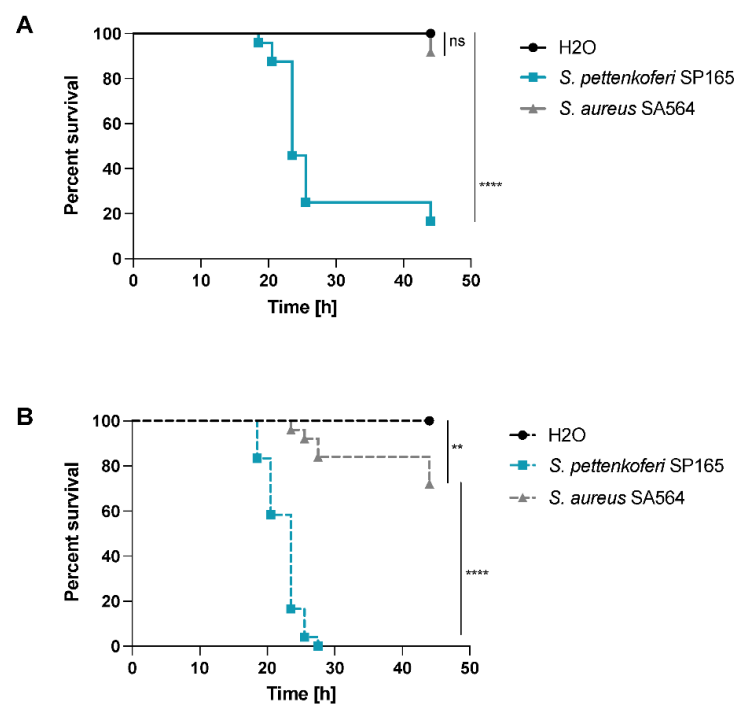 A
Percent survival
100
80
60
40
20
0
0 10 20 30 40 50
Time [h]
ns
****
H2O
S. pettenkoferi SP165
S. aureus SA564
B
Percent survival
100
80
60
40
20
0
0 10 20 30 40 50
Time [h]
**
****
H2O
S. pettenkoferi SP165
S. aureus SA564